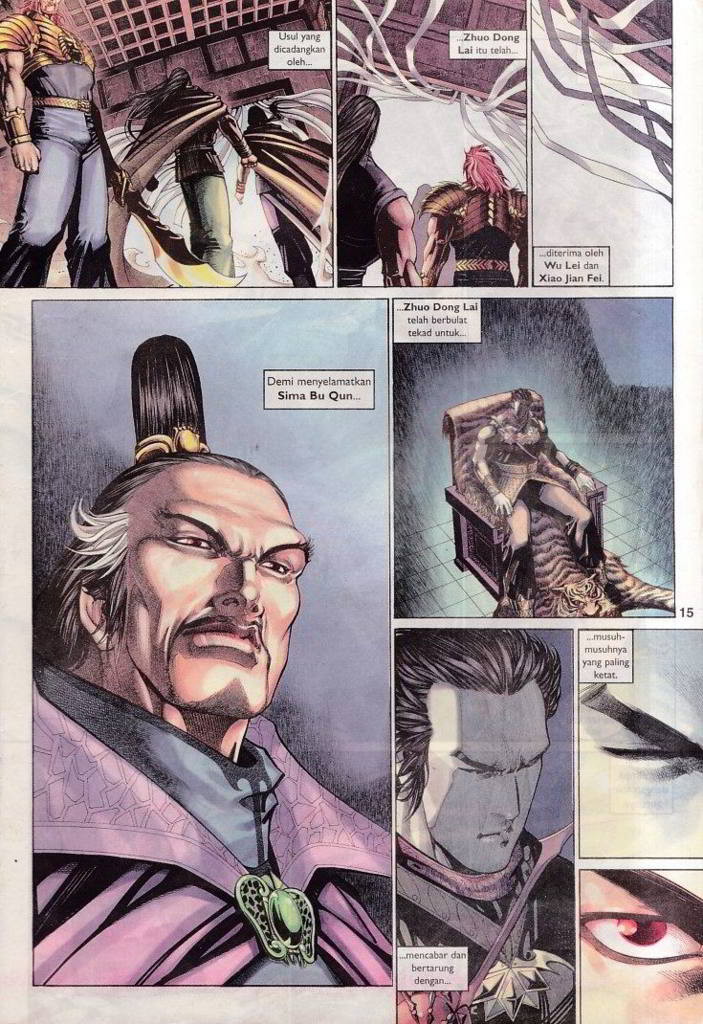 Usul yang
dicadangkan
oleh...
...Zhuo Dong
Lai itu telah...
...diterima oleh
Wu Lei dan
Xiao Jian Fei.
Demi menyelamatkan
Sima Bu Qun...
...Zhuo Dong Lai
telah berbulat
tekad untuk...
...mencabar dan
bertarung
dengan...
...musuh-
musuhnya
yang paling
ketat.
15